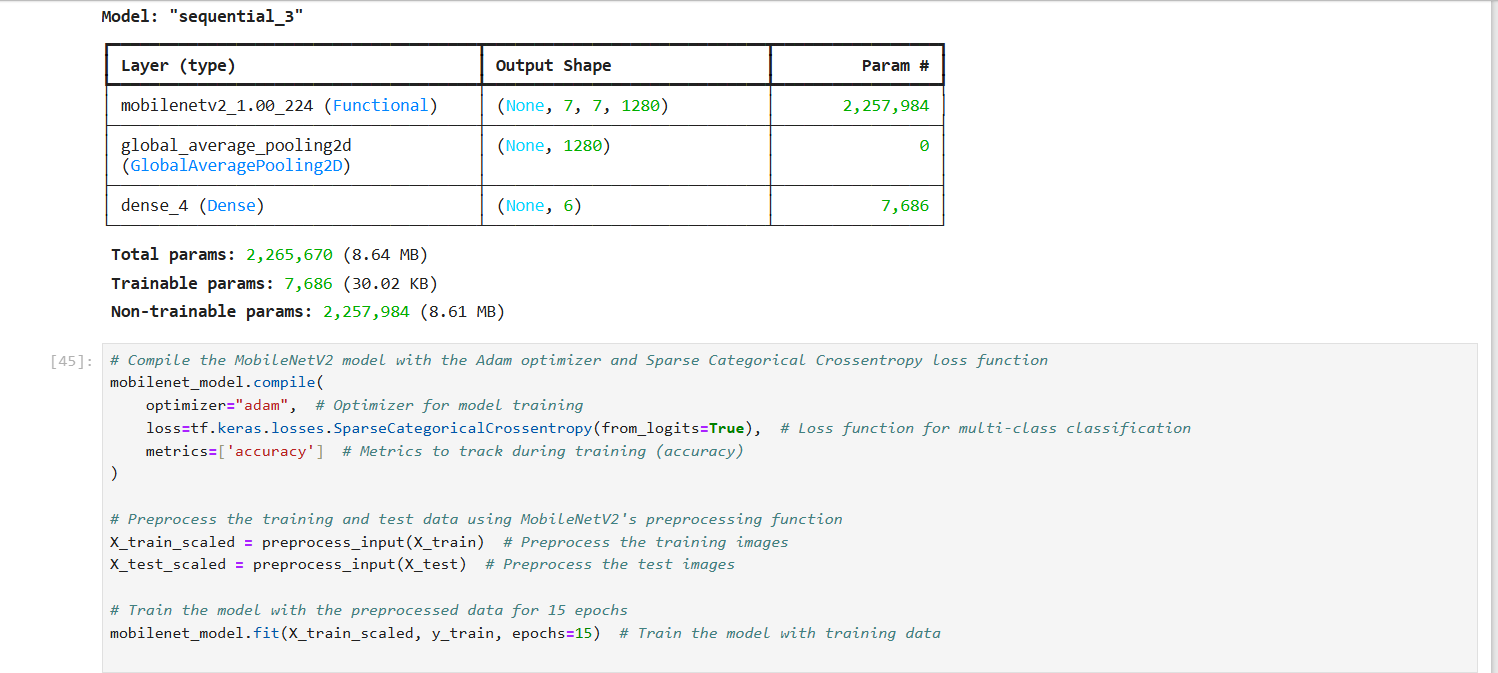 Model: "sequential_3"
Layer (type) Output Shape Param #
mobilenetv2_1.00_224 (Functional) (None, 7, 7, 1280) 2,257,984
global_average_pooling2d (None, 1280) 0
(GlobalAveragePooling2D)
dense_4 (Dense) (None, 6) 7,686
Total params: 2,265,670 (8.64 MB)
Trainable params: 7,686 (30.02 KB)
Non-trainable params: 2,257,984 (8.61 MB)
[45]: # Compile the MobileNetV2 model with the Adam optimizer and Sparse Categorical Crossentropy loss function
mobilenet_model.compile(
    optimizer="adam",  # Optimizer for model training
    loss=tf.keras.losses.SparseCategoricalCrossentropy(from_logits=True),  # Loss function for multi-class classification
    metrics=['accuracy']  # Metrics to track during training (accuracy)
)
# Preprocess the training and test data using MobileNetV2's preprocessing function
X_train_scaled = preprocess_input(X_train)  # Preprocess the training images
X_test_scaled = preprocess_input(X_test)  # Preprocess the test images
# Train the model with the preprocessed data for 15 epochs
mobilenet_model.fit(X_train_scaled, y_train, epochs=15)  # Train the model with training data